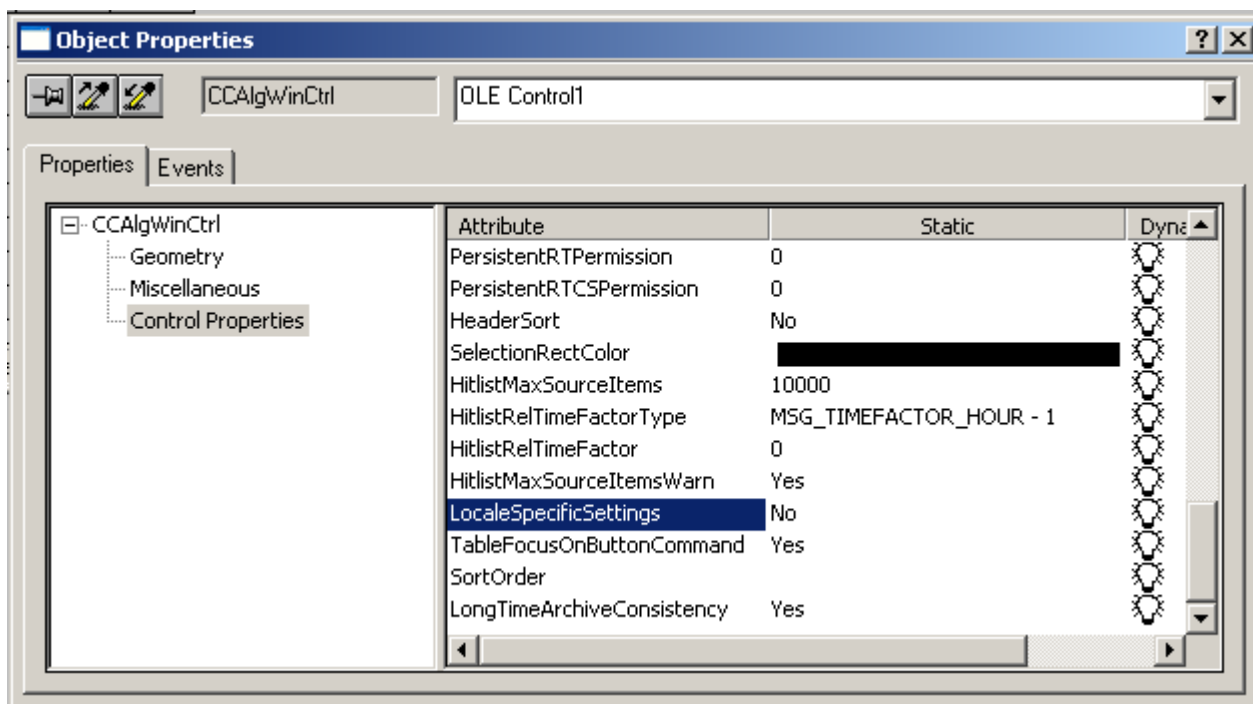 Object Properties
CCAlgWinCtrl OLE Control1
Properties Events
CCAlgWinCtrl
Geometry
Miscellaneous
Control Properties
Attribute Static Dyna
PersistentRTPermission 0
PersistentRTCSPermission 0
HeaderSort No
SelectionRectColor
HitlistMaxSourceItems 10000
HitlistRelTimeFactorType MSG_TIMEFACTOR_HOUR - 1
HitlistRelTimeFactor 0
HitlistMaxSourceItemsWarn Yes
LocaleSpecificSettings No
TableFocusOnButtonCommand Yes
SortOrder
LongTimeArchiveConsistency Yes